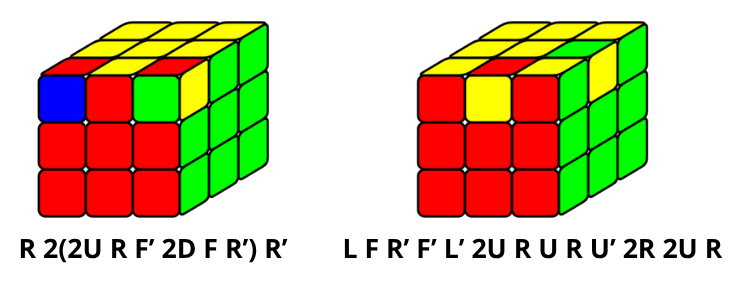 R 2(2U R F’ 2D F R’) R’
L F R’ F’ L’ 2U R U R U’ 2R 2U R